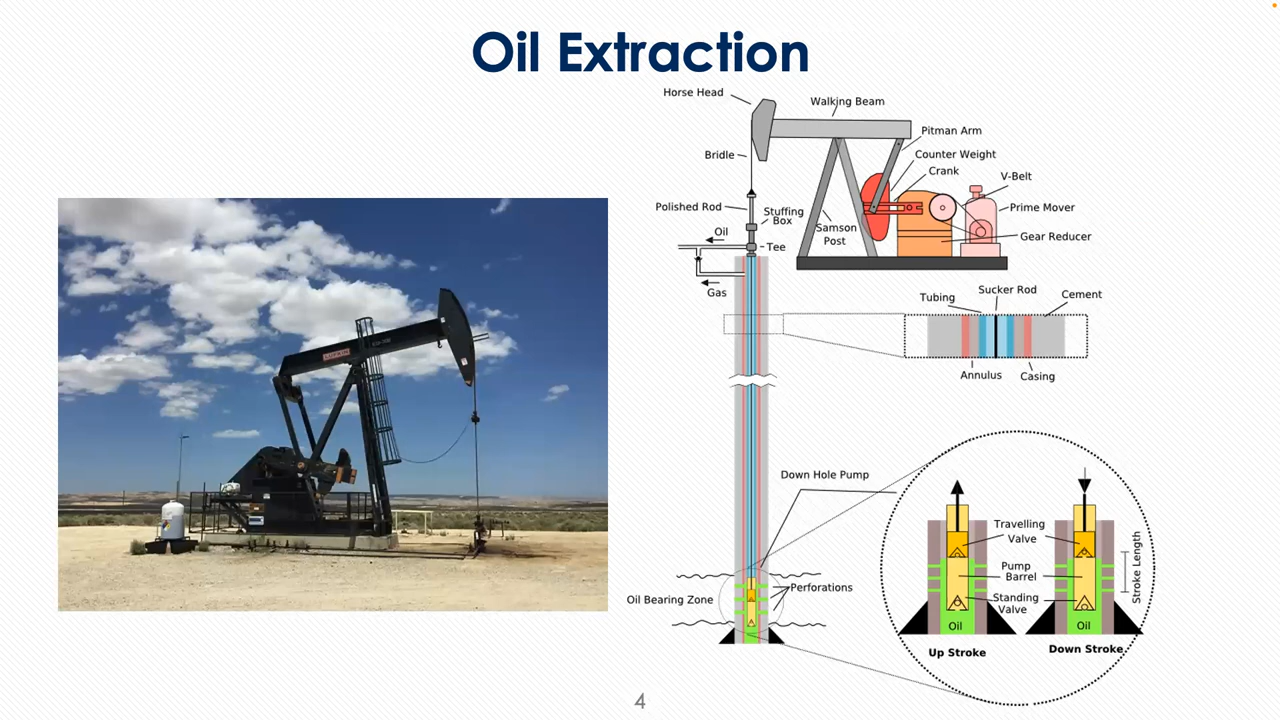 Oil Extraction
Horse Head
Walking Beam
Pitman Arm
Bridle
Counter Weight
Crank
V-Belt
Polished Rod
Stuffing
Box
Prime Mover
Samson
Post
Oil
Tee
Gear Reducer
Gas
Tubing
Sucker Rod
Cement
Annulus
Casing
LUFKIN
Down Hole Pump
Travelling
Valve
Stroke Length
Pump
Barrel
Perforations
Oil Bearing Zone
Standing
Valve
Oil
Oil
Up Stroke
Down Stroke
4